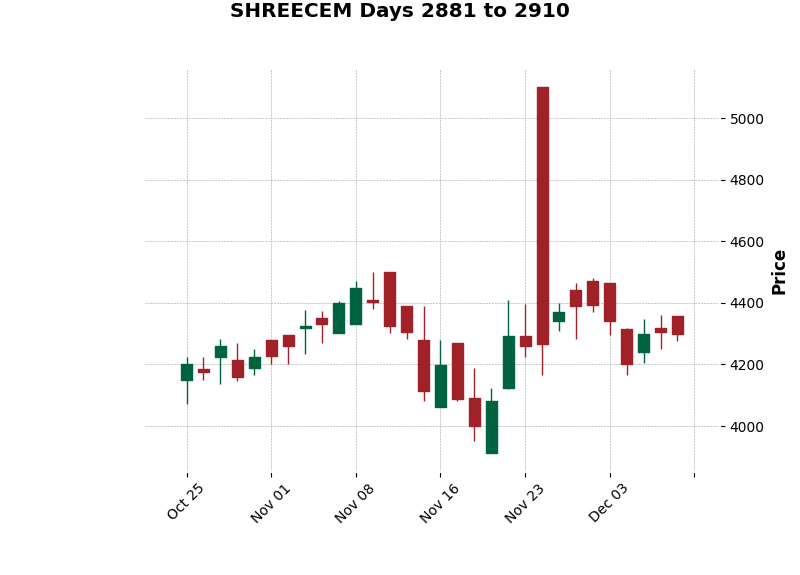 SHREECEM Days 2881 to 2910
5000
4800
4600
4400
4200
4000
Price
Oct 25
Nov 01
Nov 08
Nov 16
Nov 23
Dec 03